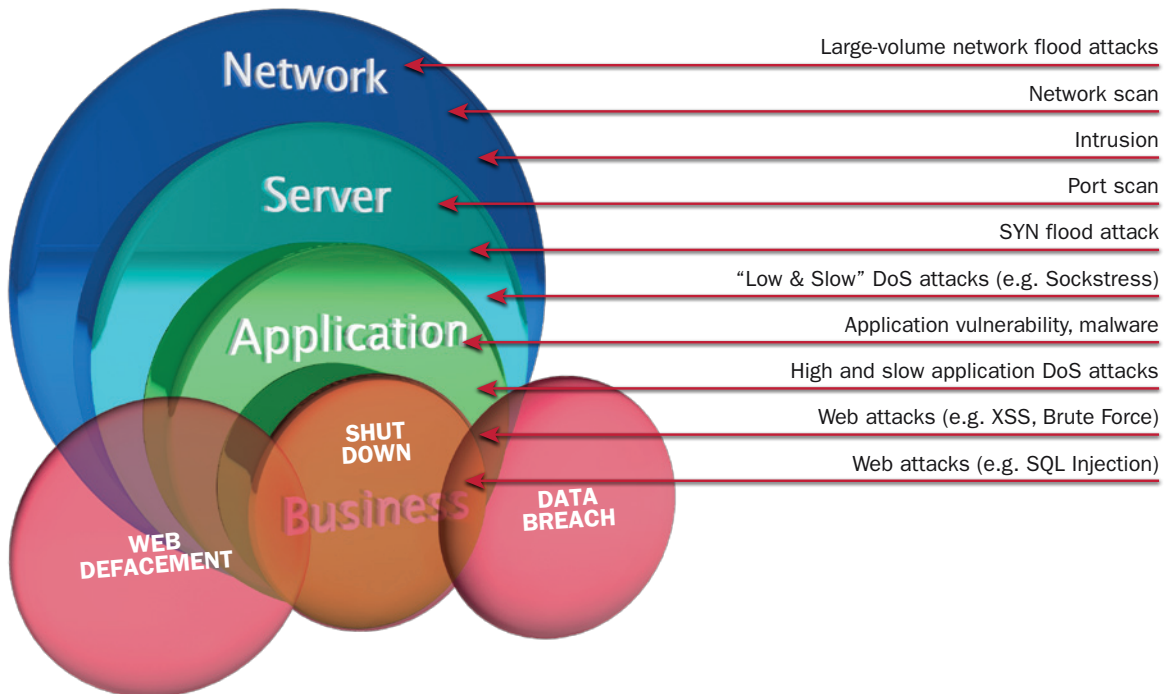 Network
Server
Application
SHUT
DOWN
Business
WEB
DEFACEMENT
DATA
BREACH
Large-volume network flood attacks
Network scan
Intrusion
Port scan
SYN flood attack
“Low & Slow” DoS attacks (e.g. Sockstress)
Application vulnerability, malware
High and slow application DoS attacks
Web attacks (e.g. XSS, Brute Force)
Web attacks (e.g. SQL Injection)